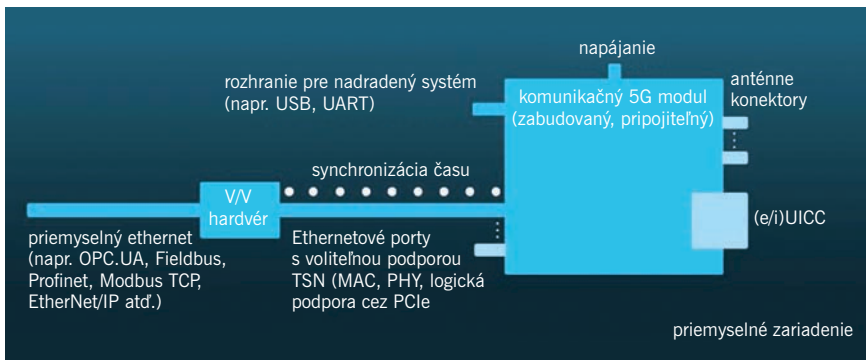 napájanie
rozhranie pre nadradený systém
(napr. USB, UART)
komunikačný 5G modul
(zabudovaný, pripojiteľný)
anténne
konektory
synchronizácia času
V/V
hardvér
(e/i)UICC
priemyselný ethernet
(napr. OPC.UA, Fieldbus,
Profinet, Modbus TCP,
EtherNet/IP atď.)
Ethernetové porty
s voliteľnou podporou
TSN (MAC, PHY, logická
podpora cez PCIe
priemyselné zariadenie